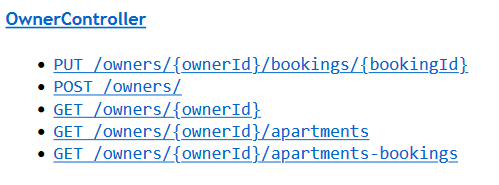 OwnerController
PUT /owners/{ownerId}/bookings/{bookingId}
POST /owners/
GET /owners/{ownerId}
GET /owners/{ownerId}/apartments
GET /owners/{ownerId}/apartments-bookings